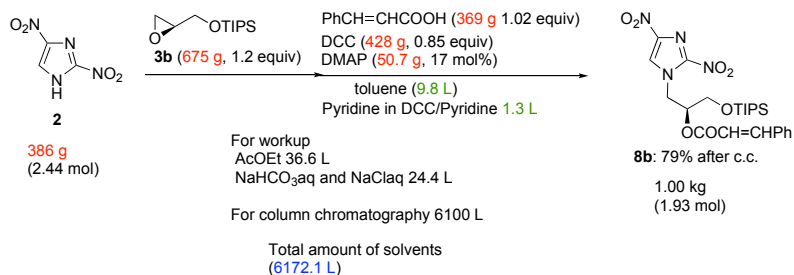 NO₂
N
N
NO₂
H
2
386 g
(2.44 mol)
O
OTIPS
3b (675 g, 1.2 equiv)
PhCH=CHCOOH (369 g 1.02 equiv)
DCC (428 g, 0.85 equiv)
DMAP (50.7 g, 17 mol%)
toluene (9.8 L)
Pyridine in DCC/Pyridine 1.3 L
For workup
AcOEt 36.6 L
NaHCO₃aq and NaClaq 24.4 L
For column chromatography 6100 L
Total amount of solvents
(6172.1 L)
NO₂
N
N
NO₂
OTIPS
OCOCH=CHPh
8b: 79% after c.c.
1.00 kg
(1.93 mol)